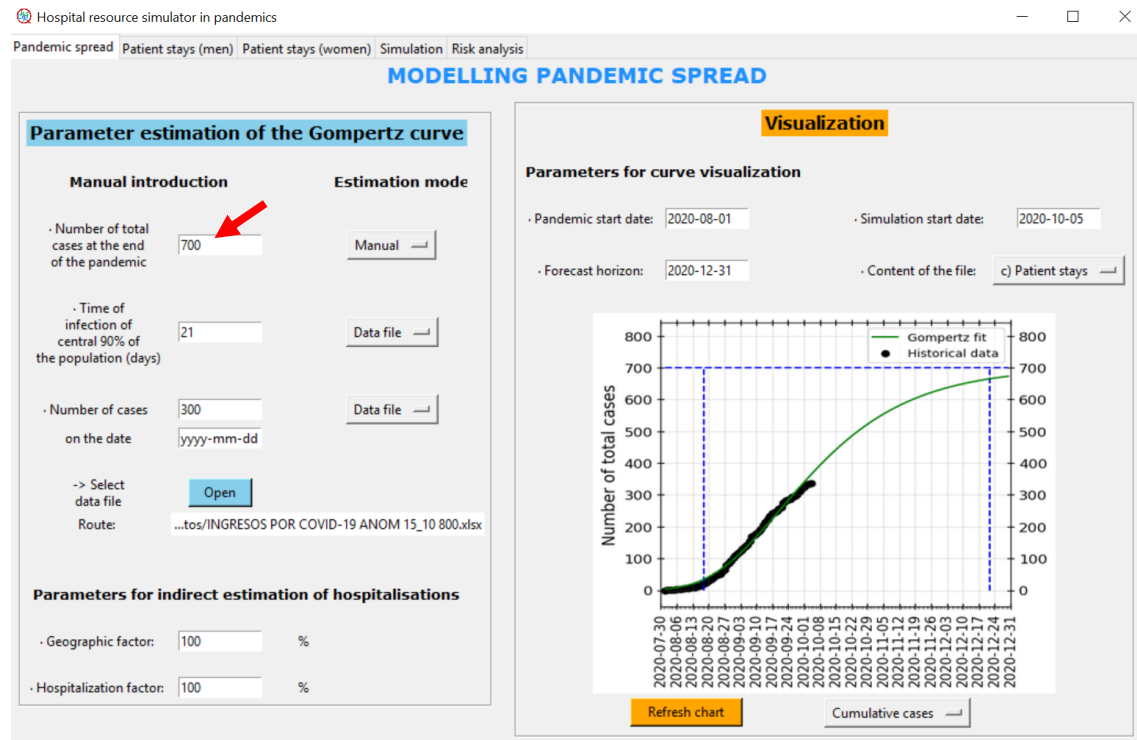 Hospital resource simulator in pandemics
Pandemic spread Patient stays (men) Patient stays (women) Simulation Risk analysis
MODELLING PANDEMIC SPREAD
Parameter estimation of the Gompertz curve
Manual introduction
Estimation mode
· Number of total
cases at the end
of the pandemic
700
Manual
· Time of
infection of
central 90% of
the population (days)
21
Data file
· Number of cases
300
Data file
on the date
yyyy-mm-dd
-> Select
data file
Open
Route:
...tos/INGRESOS POR COVID-19 ANOM 15_10 800.xlsx
Parameters for indirect estimation of hospitalisations
· Geographic factor:
100
%
· Hospitalization factor:
100
%
Visualization
Parameters for curve visualization
· Pandemic start date:
2020-08-01
· Simulation start date:
2020-10-05
· Forecast horizon:
2020-12-31
· Content of the file:
c) Patient stays
Number of total cases
800
700
600
500
400
300
200
100
0
Gompertz fit
Historical data
800
700
600
500
400
300
200
100
0
2020-07-30
2020-08-06
2020-08-13
2020-08-20
2020-08-27
2020-09-03
2020-09-10
2020-09-17
2020-09-24
2020-10-01
2020-10-08
2020-10-15
2020-10-22
2020-10-29
2020-11-05
2020-11-12
2020-11-19
2020-11-26
2020-12-03
2020-12-10
2020-12-17
2020-12-24
2020-12-31
Refresh chart
Cumulative cases